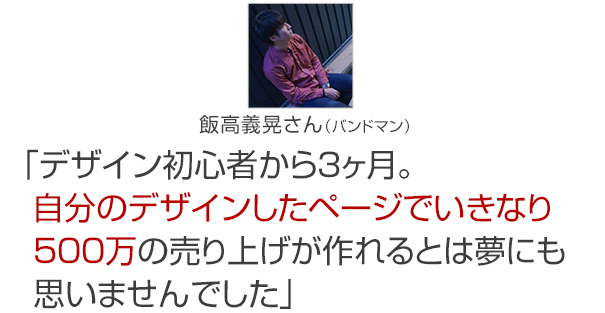 飯高義晃さん（バンドマン）
「デザイン初心者から3ヶ月。
自分のデザインしたページでいきなり
500万の売り上げが作れるとは夢にも
思いませんでした」